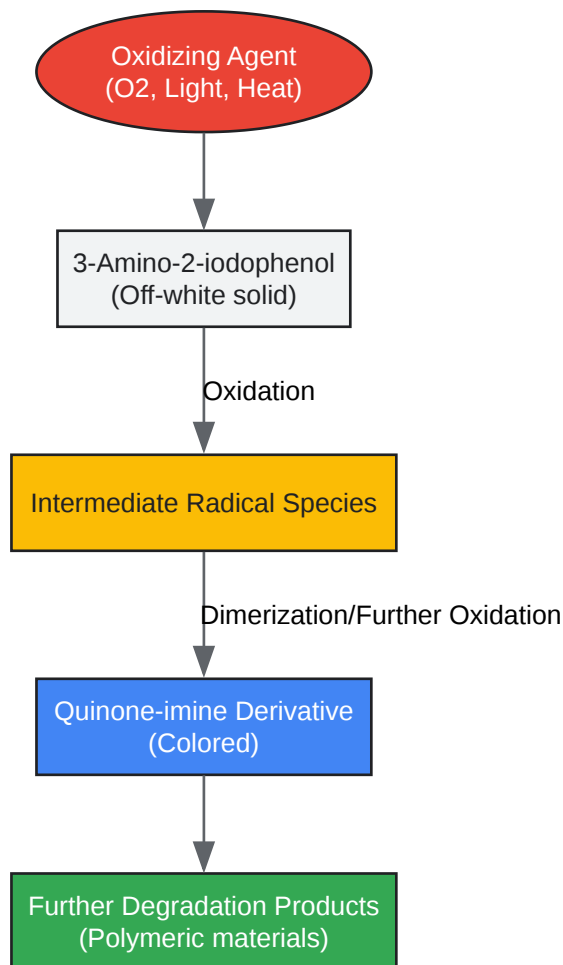 Oxidizing Agent
(O2, Light, Heat)
3-Amino-2-iodophenol
(Off-white solid)
Oxidation
Intermediate Radical Species
Dimerization/Further Oxidation
Quinone-imine Derivative
(Colored)
Further Degradation Products
(Polymeric materials)